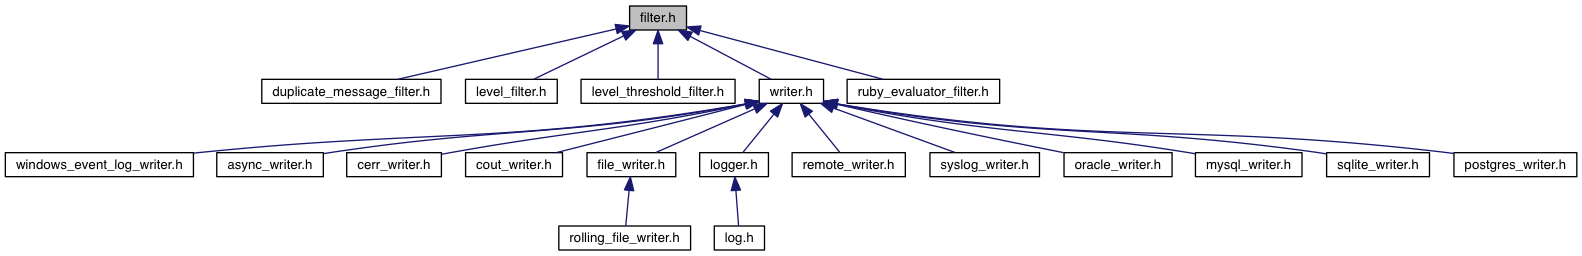 filter.h
duplicate_message_filter.h
level_filter.h
level_threshold_filter.h
writer.h
ruby_evaluator_filter.h
windows_event_log_writer.h
async_writer.h
cerr_writer.h
cout_writer.h
file_writer.h
logger.h
remote_writer.h
syslog_writer.h
oracle_writer.h
mysql_writer.h
sqlite_writer.h
postgres_writer.h
rolling_file_writer.h
log.h